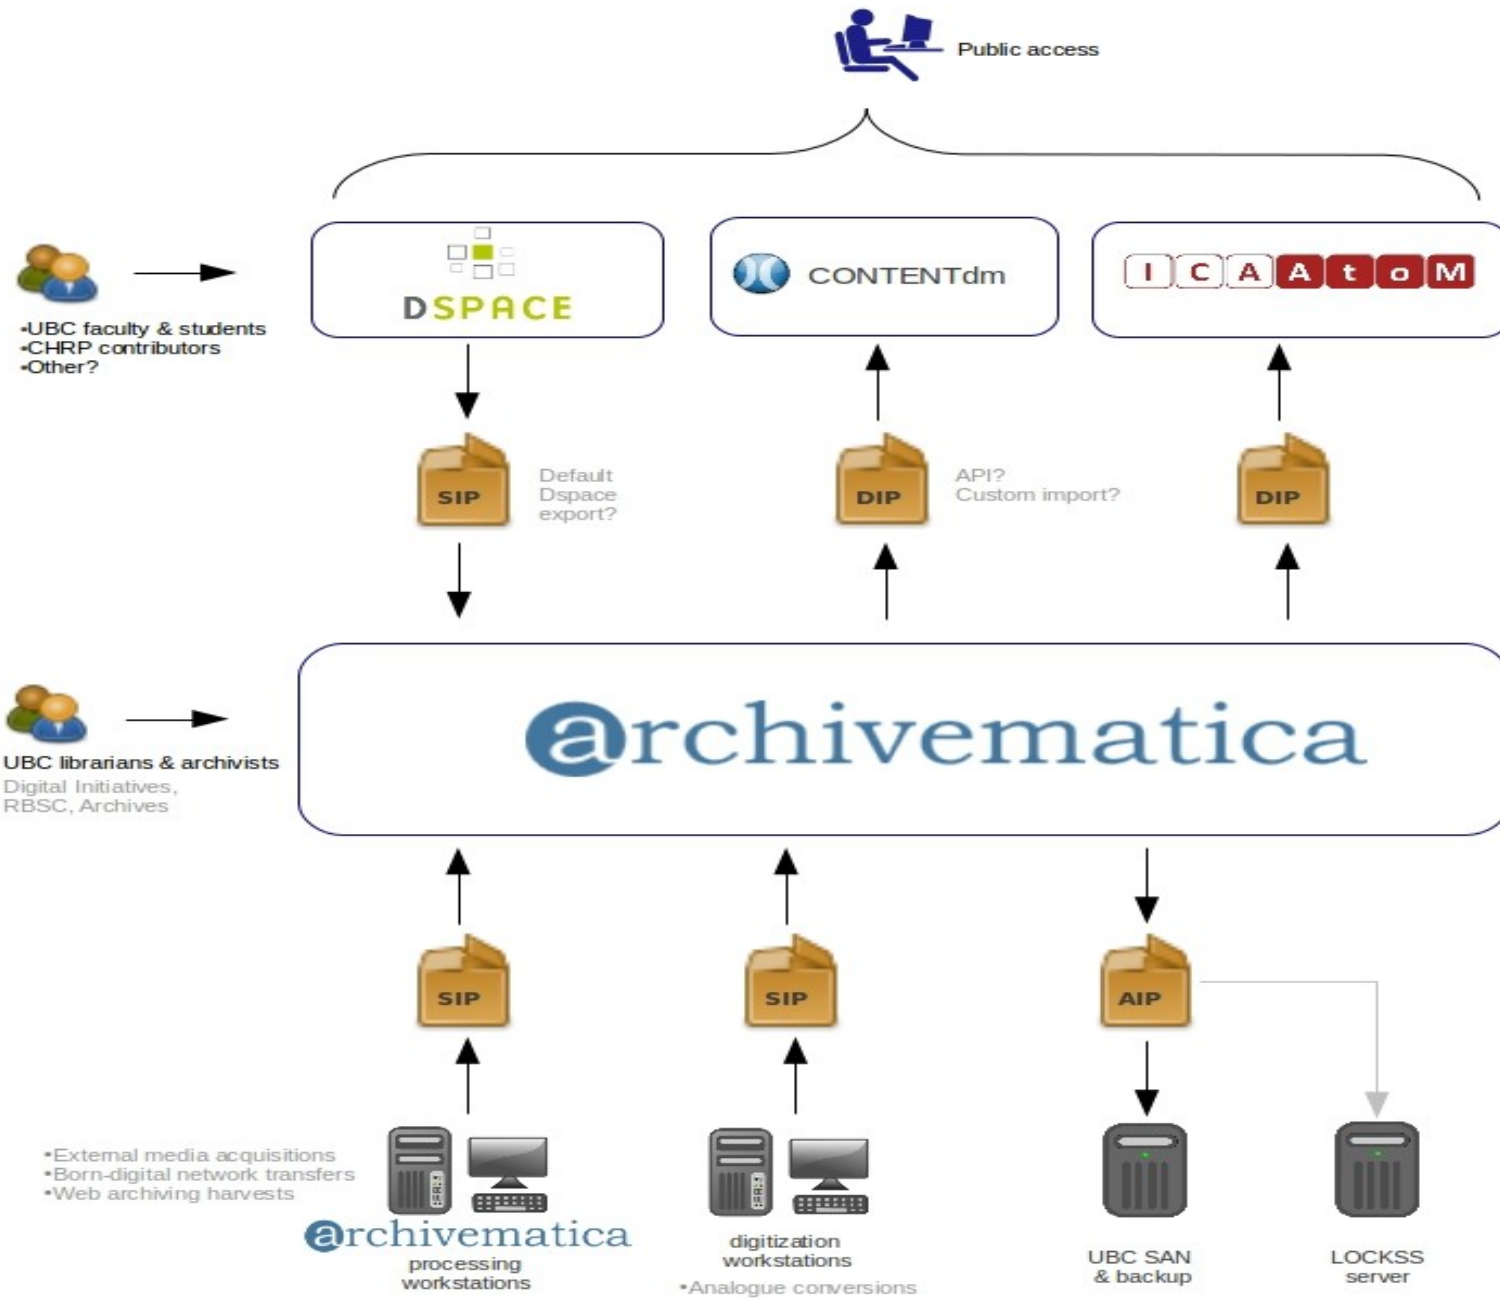 Public access
DSPACE
CONTENTdm
ICAAtoM
•UBC faculty & students
•CHRP contributors
•Other?
SIP
Default
Dspace
export?
DIP
API?
Custom import?
DIP
archivematica
UBC librarians & archivists
Digital Initiatives,
RBSC, Archives
SIP
SIP
AIP
•External media acquisitions
•Born-digital network transfers
•Web archiving harvests
archivematica
processing
workstations
digitization
workstations
•Analogue conversions
UBC SAN
& backup
LOCKSS
server